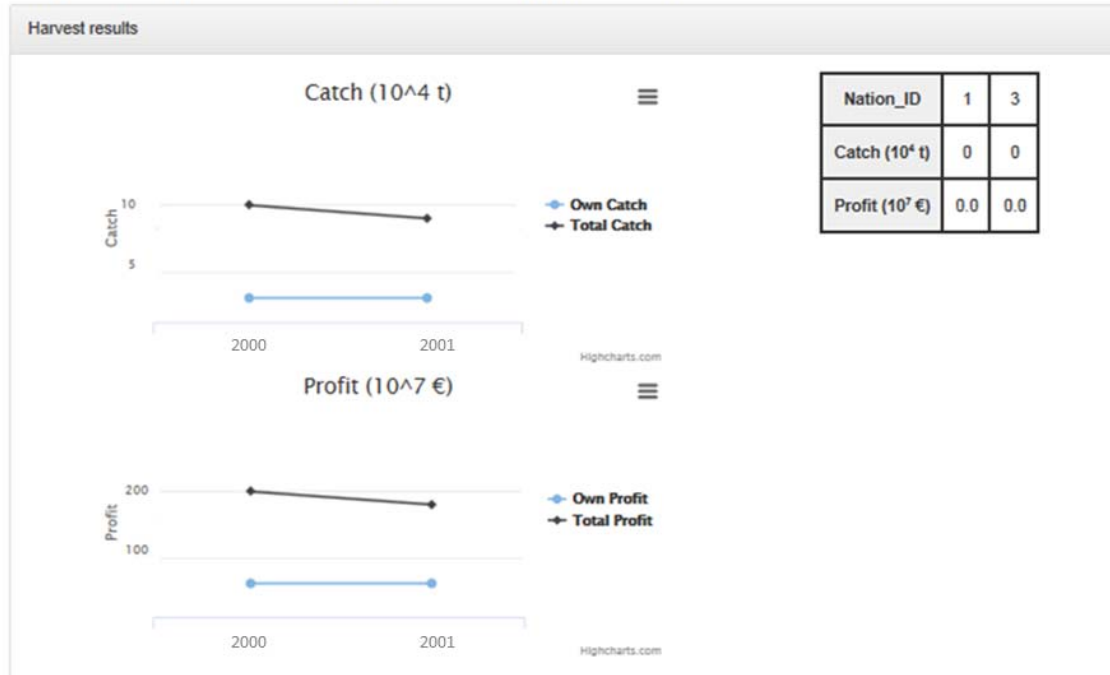 Harvest results
Catch (10^4 t)
10
5
Catch
Own Catch
Total Catch
2000 2001
Highcharts.com
Profit (10^7 €)
200
100
Profit
Own Profit
Total Profit
2000 2001
Highcharts.com
Nation_ID 1 3
Catch (10⁴ t) 0 0
Profit (10⁷ €) 0.0 0.0